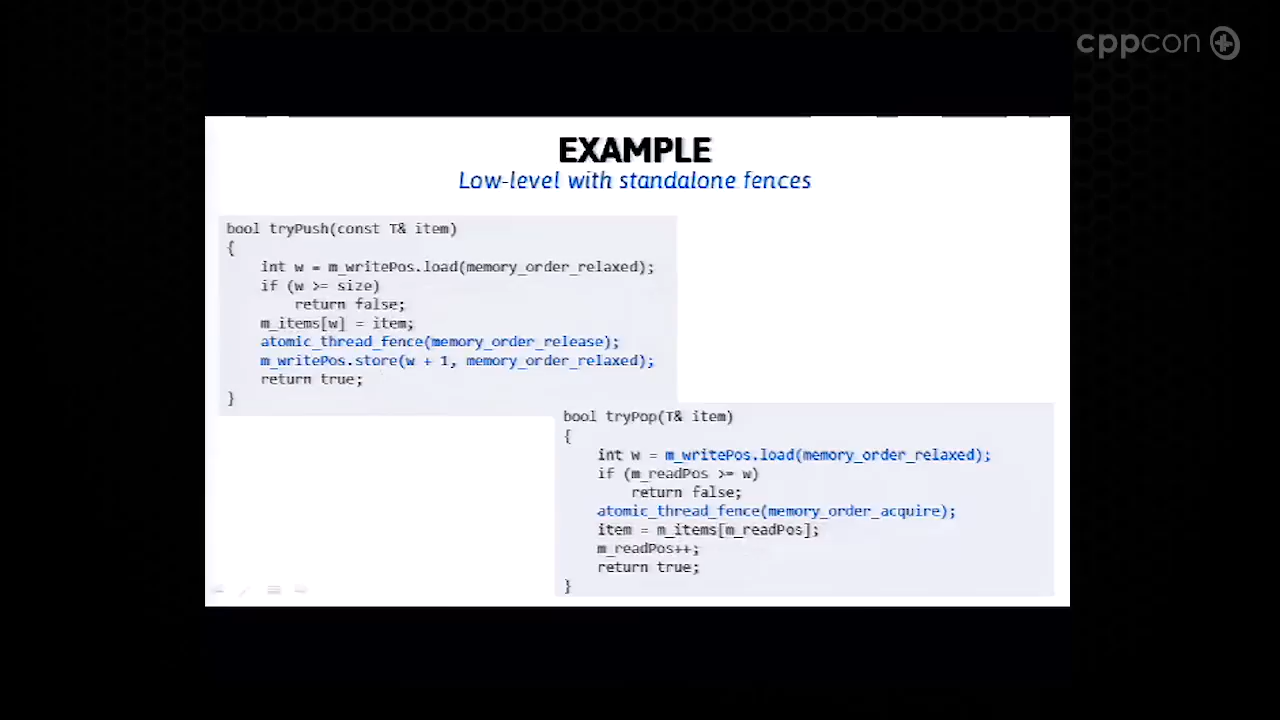 cppcon
EXAMPLE
Low-level with standalone fences
bool tryPush(const T& item)
{
    int w = m_writePos.load(memory_order_relaxed);
    if (w >= size)
        return false;
    m_items[w] = item;
    atomic_thread_fence(memory_order_release);
    m_writePos.store(w + 1, memory_order_relaxed);
    return true;
}
bool tryPop(T& item)
{
    int w = m_writePos.load(memory_order_relaxed);
    if (m_readPos >= w)
        return false;
    atomic_thread_fence(memory_order_acquire);
    item = m_items[m_readPos];
    m_readPos++;
    return true;
}